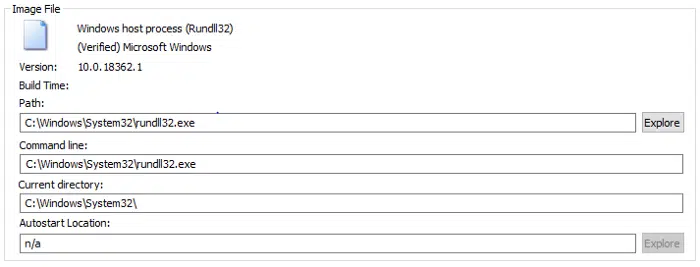 Image File
Windows host process (Rundll32)
(Verified) Microsoft Windows
Version: 10.0.18362.1
Build Time:
Path:
C:\Windows\System32\rundll32.exe Explore
Command line:
C:\Windows\System32\rundll32.exe
Current directory:
C:\Windows\System32\
Autostart Location:
n/a Explore